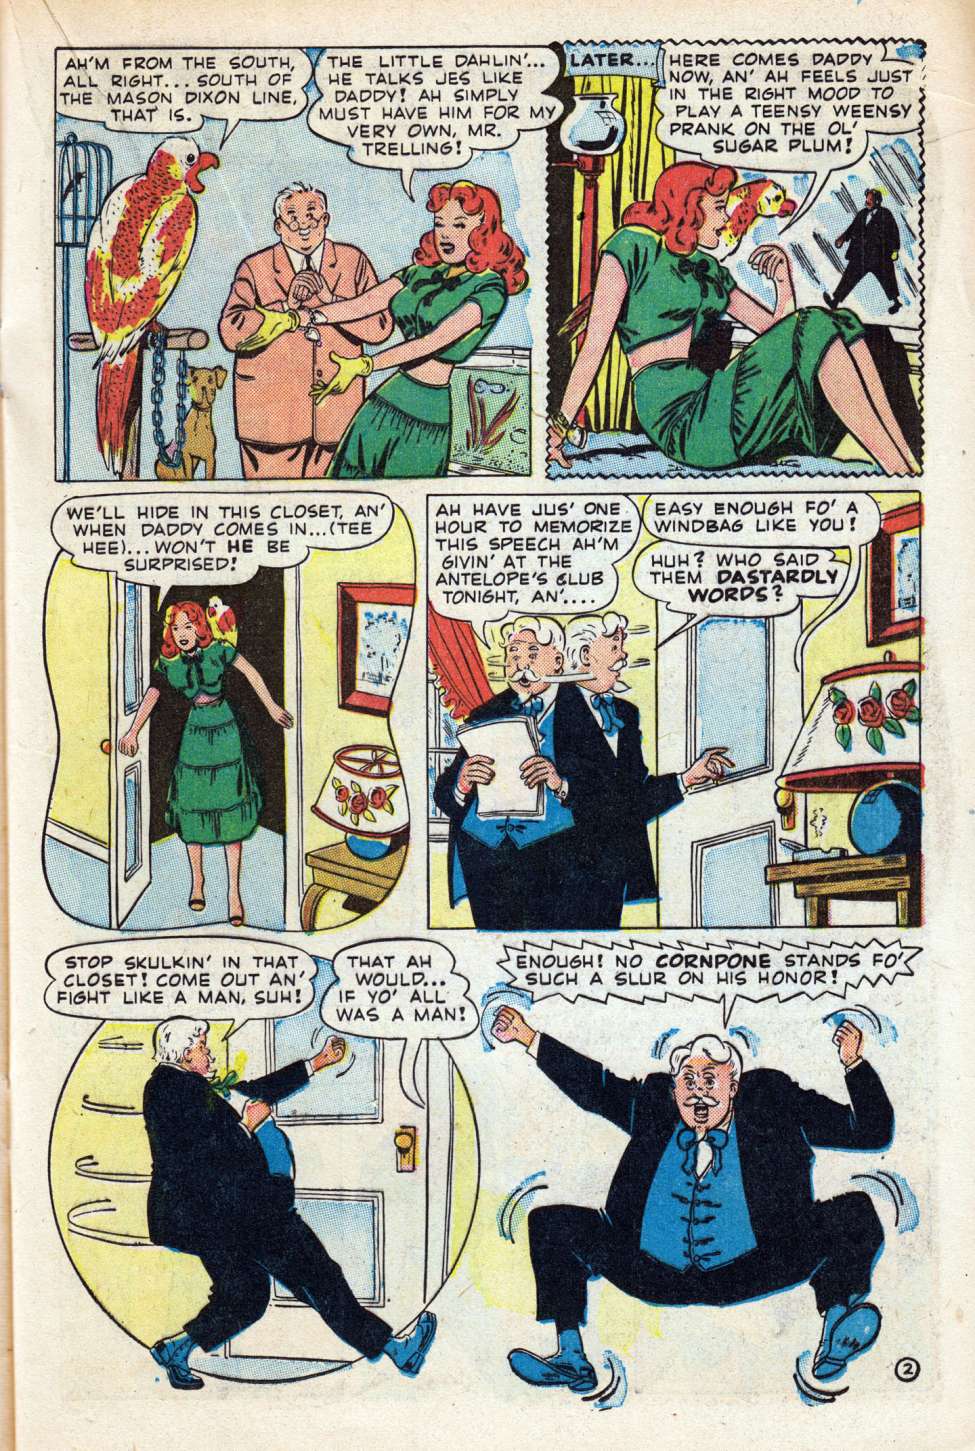 AH'M FROM THE SOUTH,
ALL RIGHT... SOUTH OF
THE MASON DIXON LINE,
THAT IS.
THE LITTLE DAHLIN'...
HE TALKS JES LIKE
DADDY! AH SIMPLY
MUST HAVE HIM FOR MY
VERY OWN, MR.
TRELLING!
LATER...
HERE COMES DADDY
NOW, AN' AH FEELS JUST
IN THE RIGHT MOOD TO
PLAY A TEENSY WEENSY
PRANK ON THE OL'
SUGAR PLUM!
WE'LL HIDE IN THIS CLOSET, AN'
WHEN DADDY COMES IN...(TEE
HEE)...WON'T HE BE
SURPRISED!
AH HAVE JUS' ONE
HOUR TO MEMORIZE
THIS SPEECH AH'M
GIVIN' AT THE
ANTELOPE'S CLUB
TONIGHT, AN'....
EASY ENOUGH FO' A
WINDBAG LIKE YOU!
HUH? WHO SAID
THEM DASTARDLY
WORDS?
STOP SKULKIN' IN THAT
CLOSET! COME OUT AN'
FIGHT LIKE A MAN, SUH!
THAT AH
WOULD...
IF YO' ALL
WAS A MAN!
ENOUGH! NO CORNPONE STANDS FO'
SUCH A SLUR ON HIS HONOR!
2